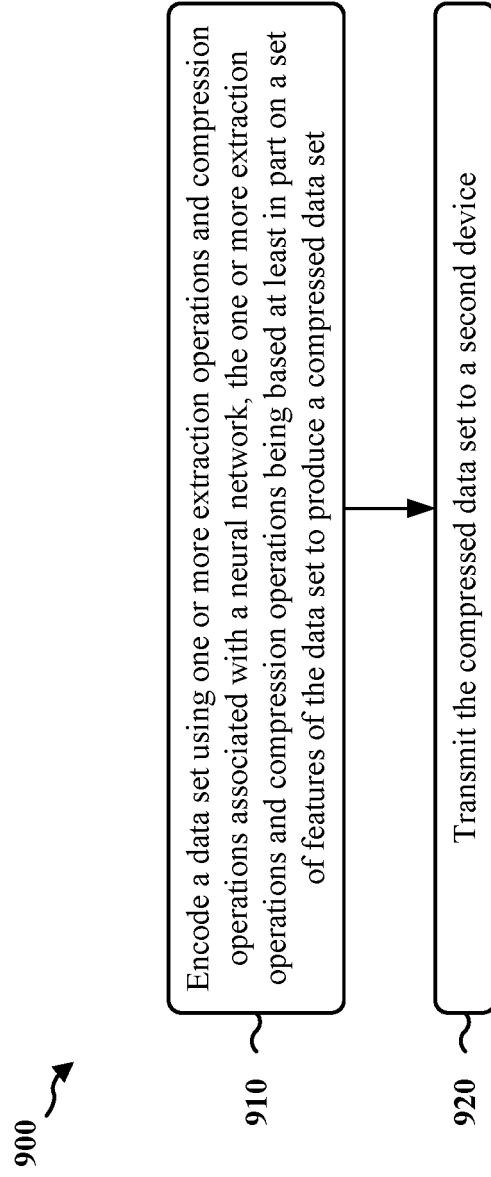 900
910
Encode a data set using one or more extraction operations and compression
operations associated with a neural network, the one or more extraction
operations and compression operations being based at least in part on a set
of features of the data set to produce a compressed data set
920
Transmit the compressed data set to a second device